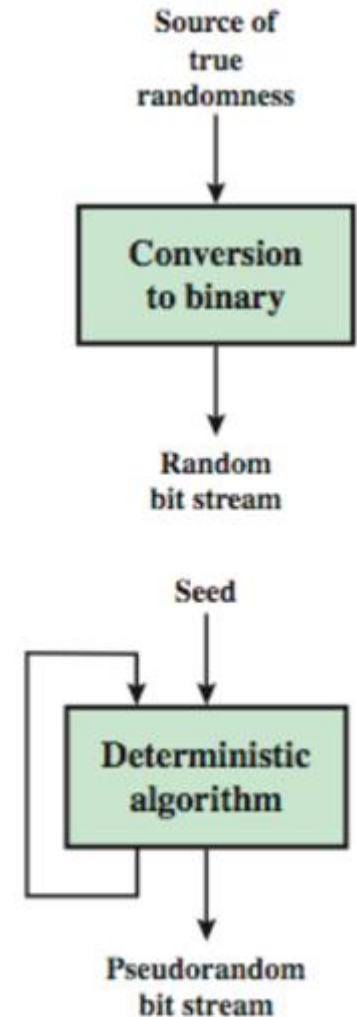 Source of
true
randomness
Conversion
to binary
Random
bit stream
Seed
Deterministic
algorithm
Pseudorandom
bit stream